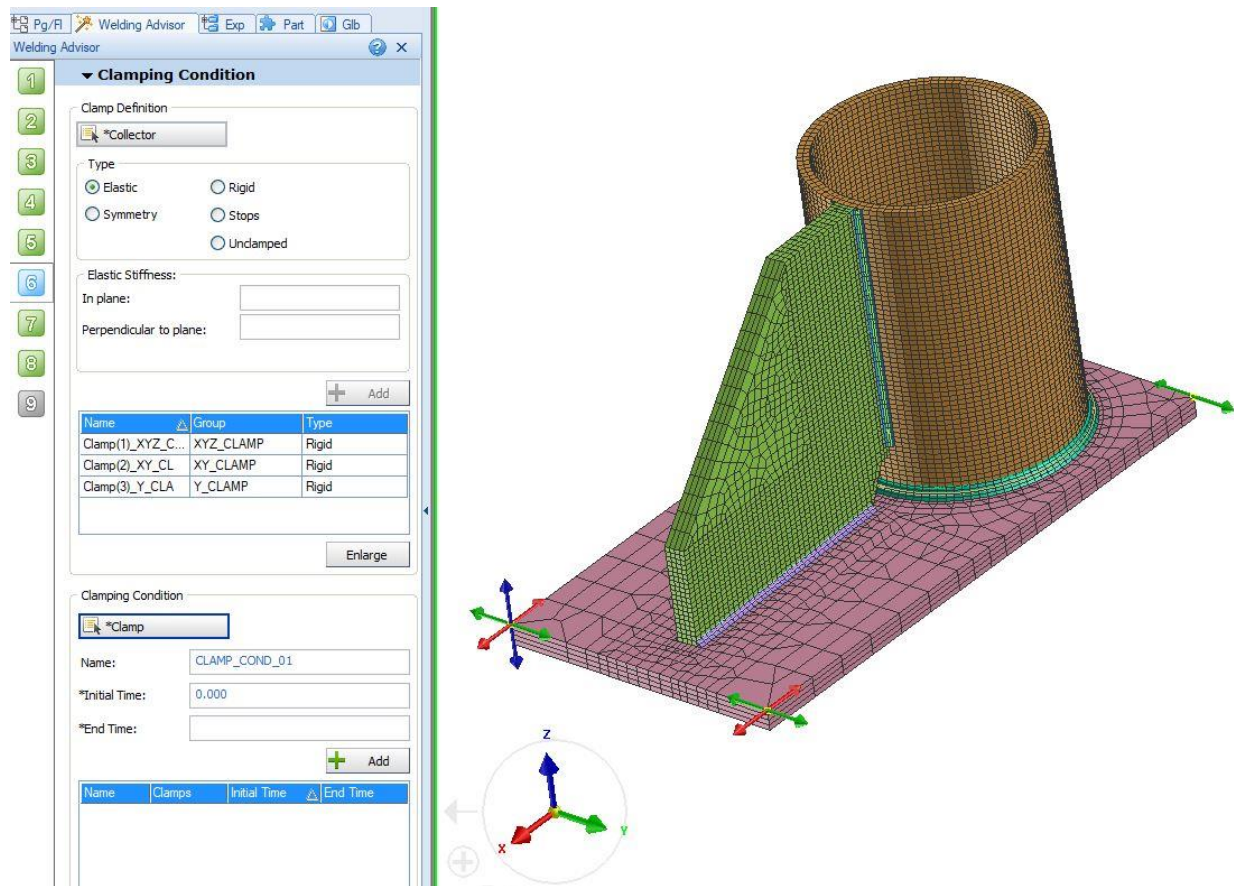 Pg/Fl Welding Advisor Exp Part Glb
Welding Advisor
Clamping Condition
1
2
3
4
5
6
7
8
9
Clamp Definition
*Collector
Type
Elastic Rigid
Symmetry Stops
Unclamped
Elastic Stiffness:
In plane:
Perpendicular to plane:
Add
Name Group Type
Clamp(1)_XYZ_C... XYZ_CLAMP Rigid
Clamp(2)_XY_CL XY_CLAMP Rigid
Clamp(3)_Y_CLA Y_CLAMP Rigid
Enlarge
Clamping Condition
*Clamp
Name: CLAMP_COND_01
*Initial Time: 0.000
*End Time:
Add
Name Clamps Initial Time End Time
Z
X
Y